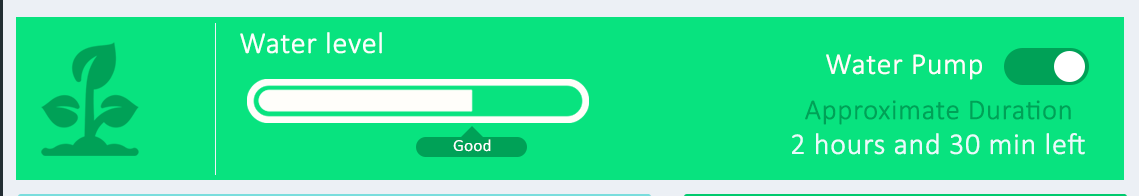 Water level
Good
Water Pump
Approximate Duration
2 hours and 30 min left